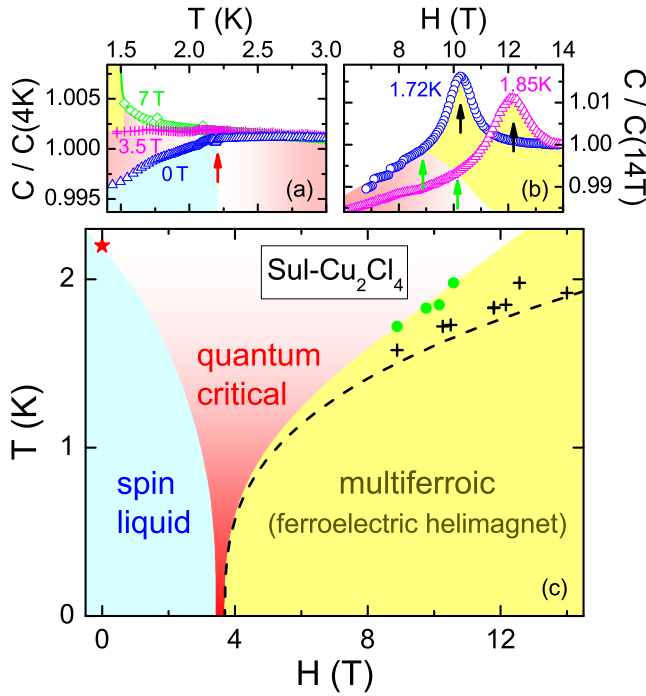 T (K)
1.5 2.0 2.5 3.0
C / C(4K)
1.005
1.000
0.995
7 T
3.5 T
0 T
(a)
H (T)
8 10 12 14
1.72K
1.85K
(b)
1.01
1.00
0.99
C / C(14T)
Sul-Cu₂Cl₄
quantum
critical
spin
liquid
multiferroic
(ferroelectric helimagnet)
(c)
T (K)
2
1
0
0 4 8 12
H (T)